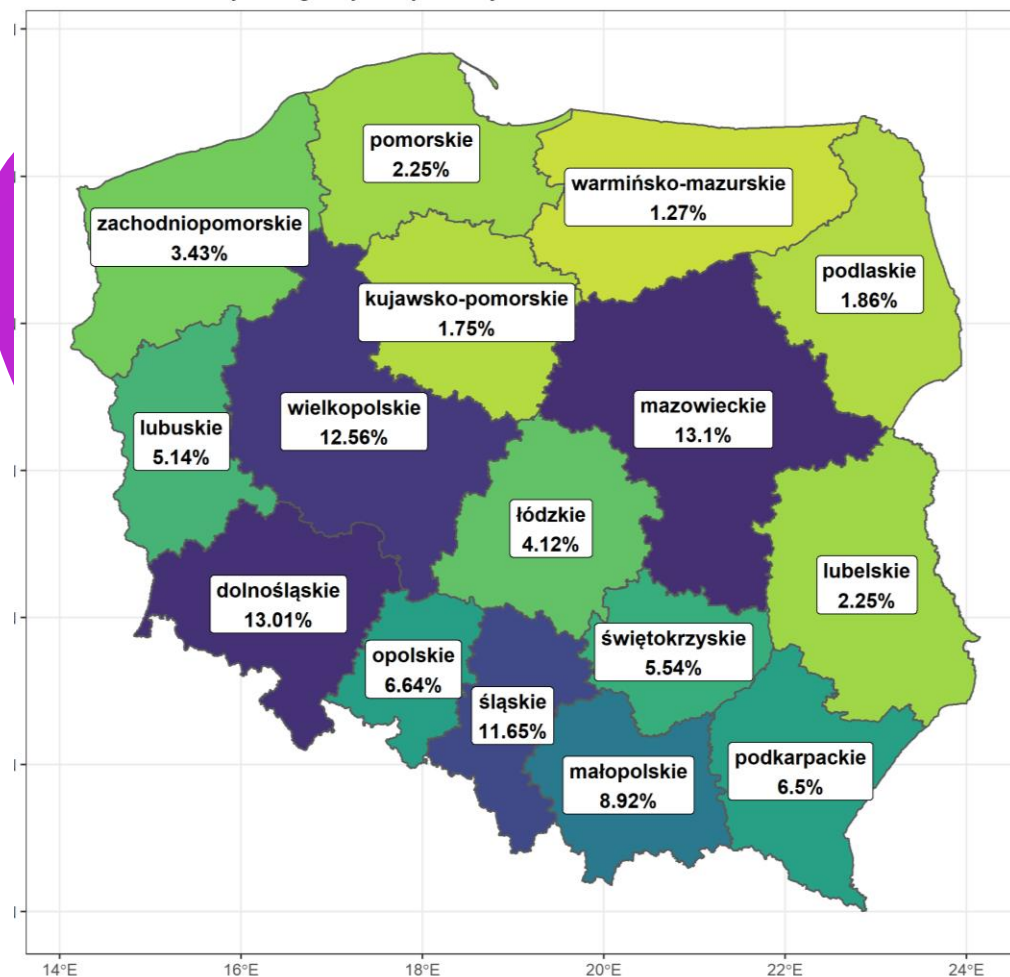 pomorskie
2.25%
warmińsko-mazurskie
1.27%
zachodniopomorskie
3.43%
podlaskie
1.86%
kujawsko-pomorskie
1.75%
wielkopolskie
12.56%
mazowieckie
13.1%
lubuskie
5.14%
łódzkie
4.12%
lubelskie
2.25%
dolnośląskie
13.01%
świętokrzyskie
5.54%
opolskie
6.64%
śląskie
11.65%
małopolskie
8.92%
podkarpackie
6.5%
14°E 16°E 18°E 20°E 22°E 24°E